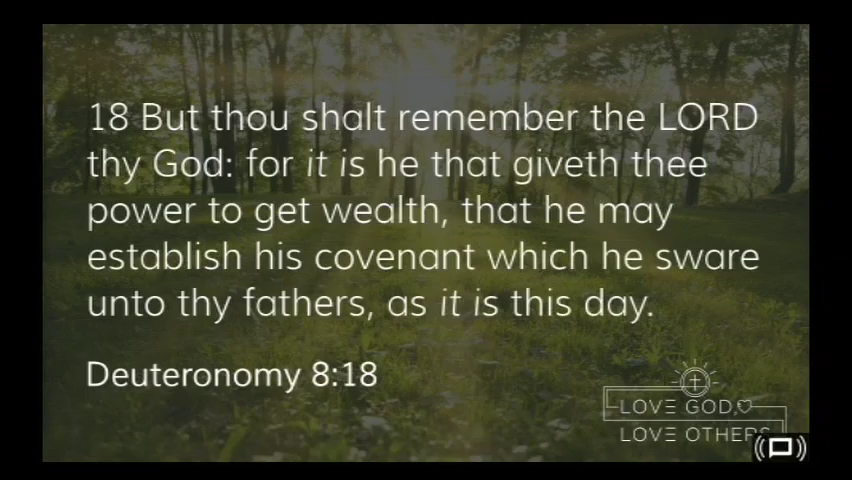 18 But thou shalt remember the LORD
thy God: for it is he that giveth thee
power to get wealth, that he may
establish his covenant which he sware
unto thy fathers, as it is this day.
Deuteronomy 8:18
LOVE GOD,
LOVE OTHERS